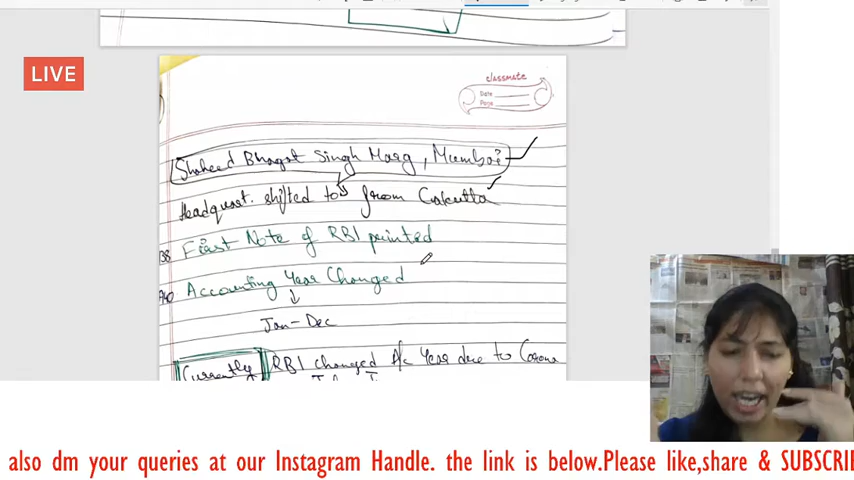 LIVE
classmate
Date
Page
Shaheed Bhagat Singh Marg, Mumbai
Headquat. shifted to from Calcutta
First Note of RBI printed
Accounting Year Changed
Jan-Dec
Currently RBI changed A/c Year due to Corona
also dm your queries at our Instagram Handle. the link is below.Please like,share & SUBSCRI